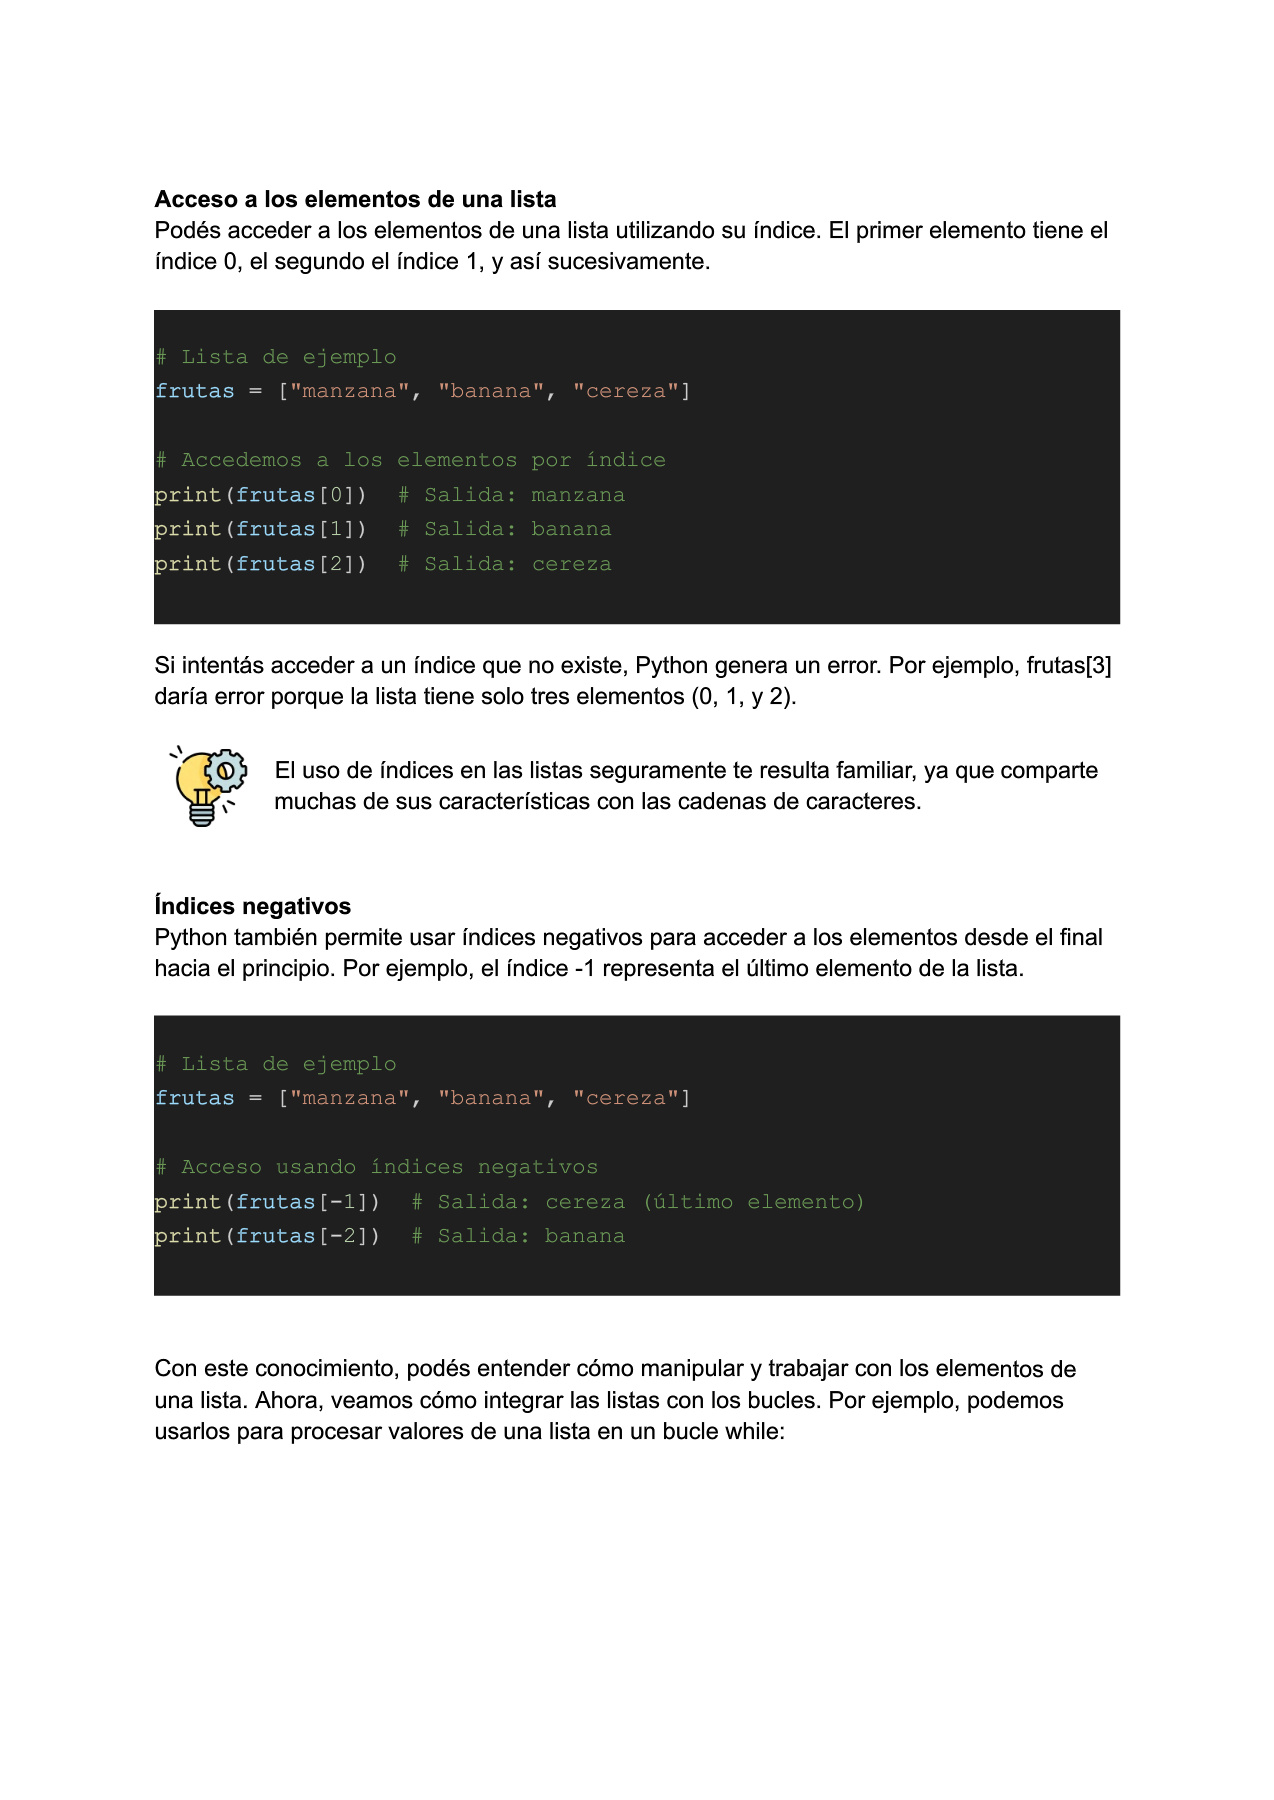 Acceso a los elementos de una lista
Podés acceder a los elementos de una lista utilizando su índice. El primer elemento tiene el
índice 0, el segundo el índice 1, y así sucesivamente.
# Lista de ejemplo
frutas = ["manzana", "banana", "cereza"]
# Accedemos a los elementos por índice
print(frutas[0])  # Salida: manzana
print(frutas[1])  # Salida: banana
print(frutas[2])  # Salida: cereza
Si intentás acceder a un índice que no existe, Python genera un error. Por ejemplo, frutas[3]
daría error porque la lista tiene solo tres elementos (0, 1, y 2).
El uso de índices en las listas seguramente te resulta familiar, ya que comparte
muchas de sus características con las cadenas de caracteres.
Índices negativos
Python también permite usar índices negativos para acceder a los elementos desde el final
hacia el principio. Por ejemplo, el índice -1 representa el último elemento de la lista.
# Lista de ejemplo
frutas = ["manzana", "banana", "cereza"]
# Acceso usando índices negativos
print(frutas[-1])  # Salida: cereza (último elemento)
print(frutas[-2])  # Salida: banana
Con este conocimiento, podés entender cómo manipular y trabajar con los elementos de
una lista. Ahora, veamos cómo integrar las listas con los bucles. Por ejemplo, podemos
usarlos para procesar valores de una lista en un bucle while: